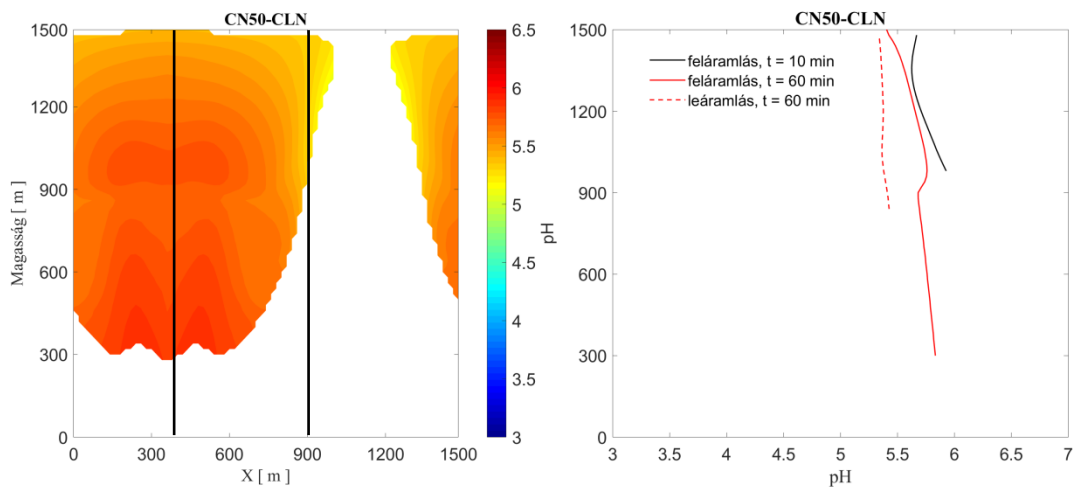 CN50-CLN
1500
1200
900
600
300
0
Magasság [ m ]
0 300 600 900 1200 1500
X [ m ]
6.5
6
5.5
5
4.5
4
3.5
3
pH
CN50-CLN
1500
1200
900
600
300
0
feláramlás, t = 10 min
feláramlás, t = 60 min
leáramlás, t = 60 min
3 3.5 4 4.5 5 5.5 6 6.5 7
pH